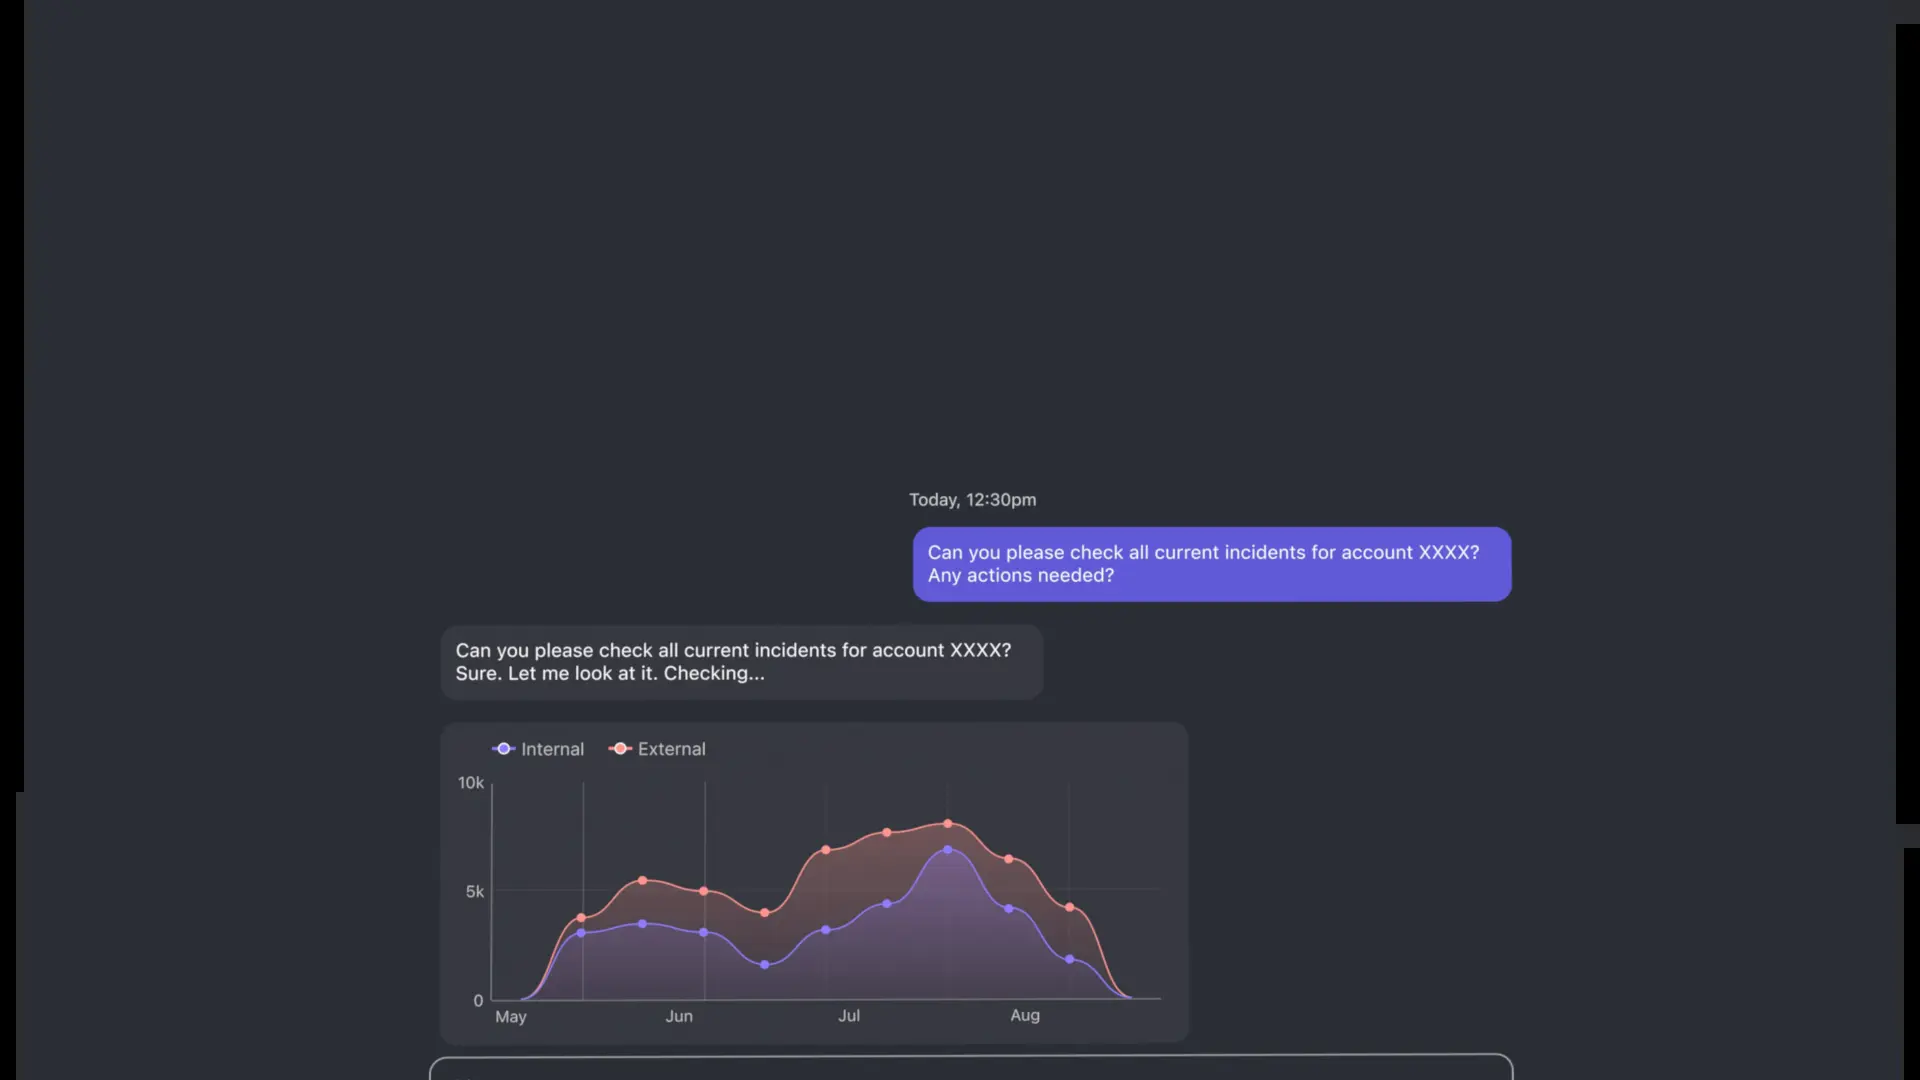 Today, 12:30pm
Can you please check all current incidents for account XXXX?
Any actions needed?
Can you please check all current incidents for account XXXX?
Sure. Let me look at it. Checking...
Internal External
10k
5k
0
May Jun Jul Aug